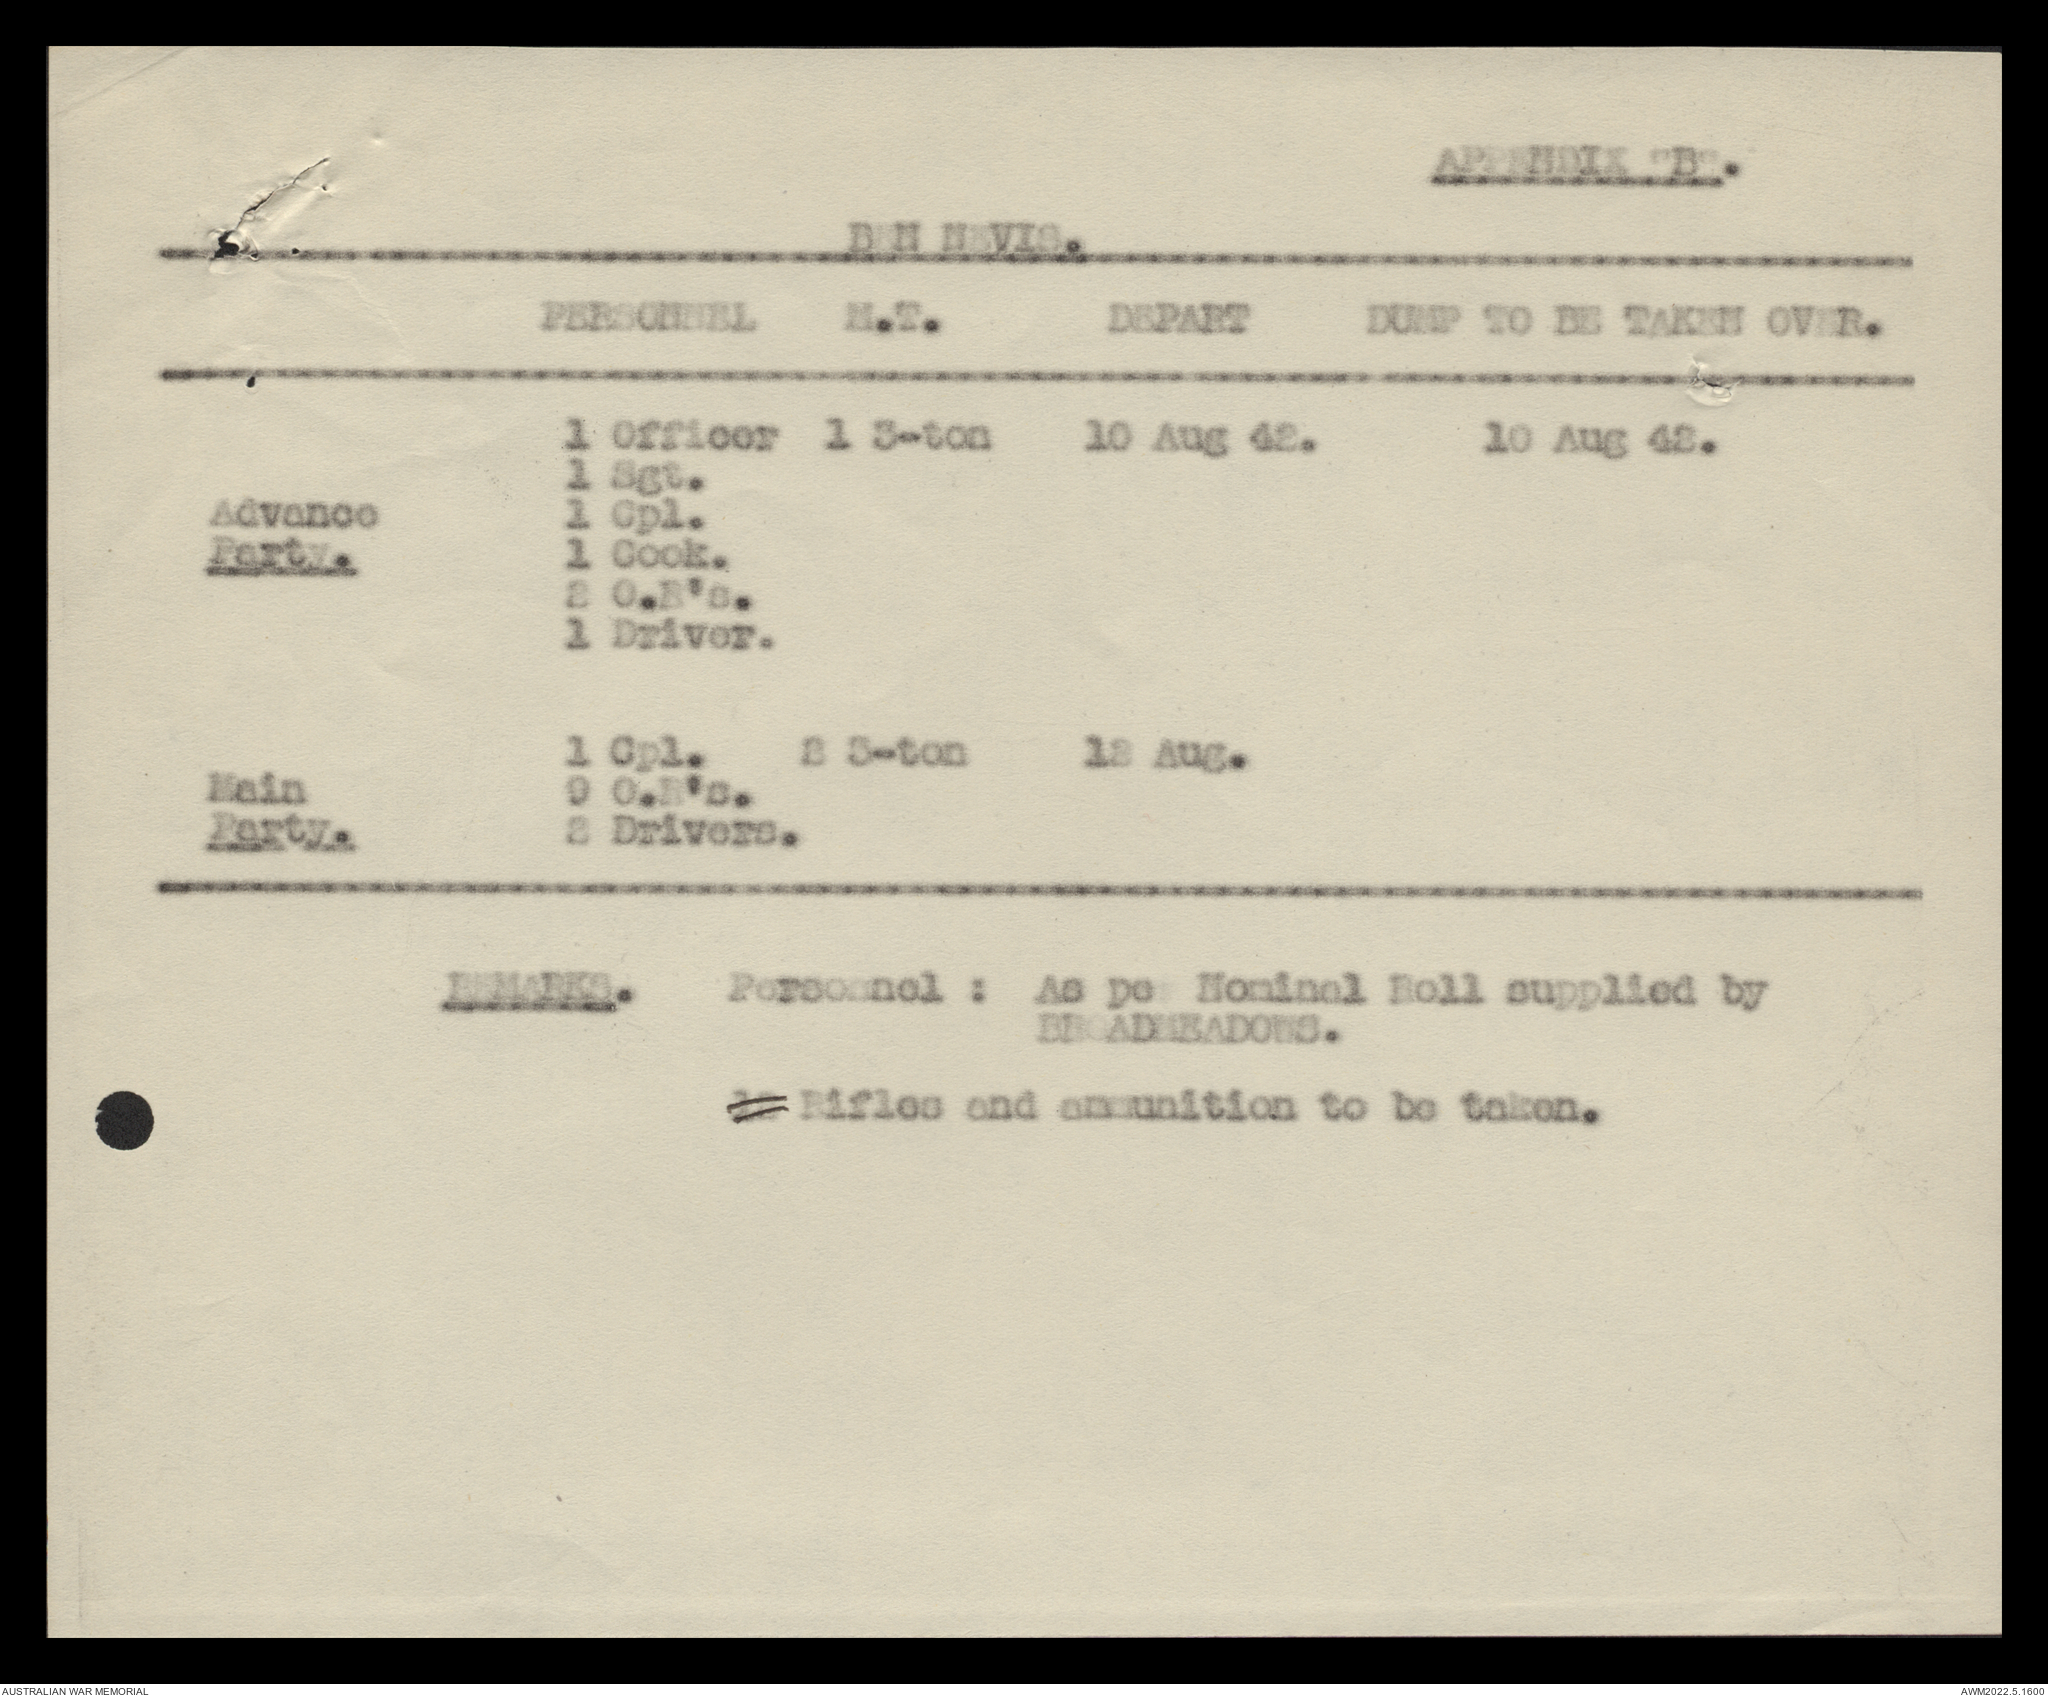 APPENDIX "B".
BEN NEVIS.
PERSONNEL M.T. DEPART DUMP TO BE TAKEN OVER.
1 Officer 1 3-ton 10 Aug 42. 10 Aug 42.
1 Sgt.
Advance 1 Cpl.
Party. 1 Cook.
2 O.R's.
1 Driver.
1 Cpl. 2 3-ton 12 Aug.
Main 9 O.R's.
Party. 2 Drivers.
REMARKS. Personnel : As per Nominal Roll supplied by
BROADMEADOWS.
Rifles and ammunition to be taken.
AUSTRALIAN WAR MEMORIAL AWM2022.5.1600